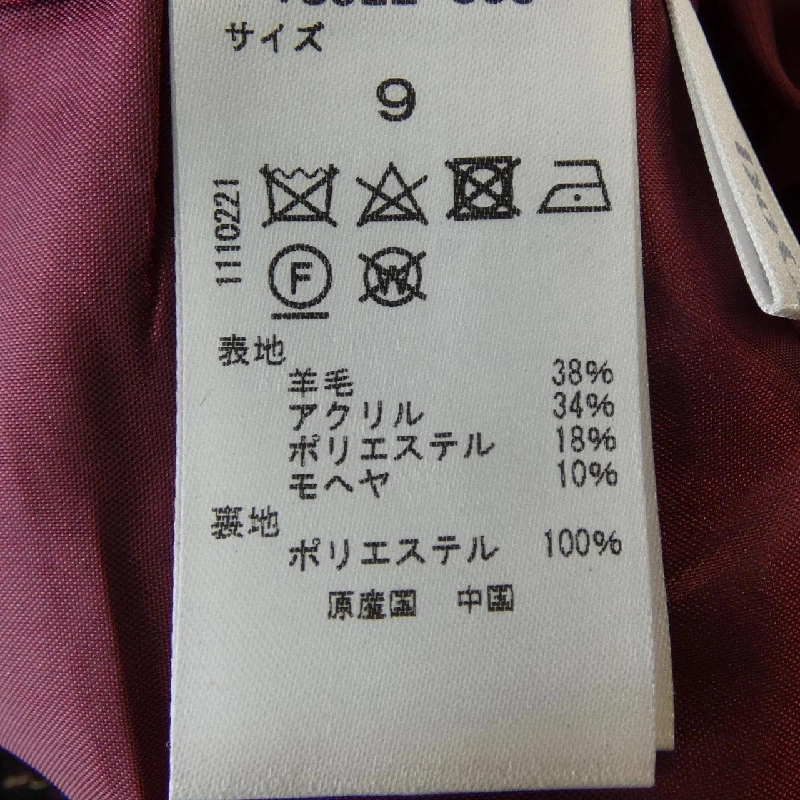 サイズ
9
1110221
F W
表地
羊毛 38%
アクリル 34%
ポリエステル 18%
モヘヤ 10%
裏地
ポリエステル 100%
原産国 中国